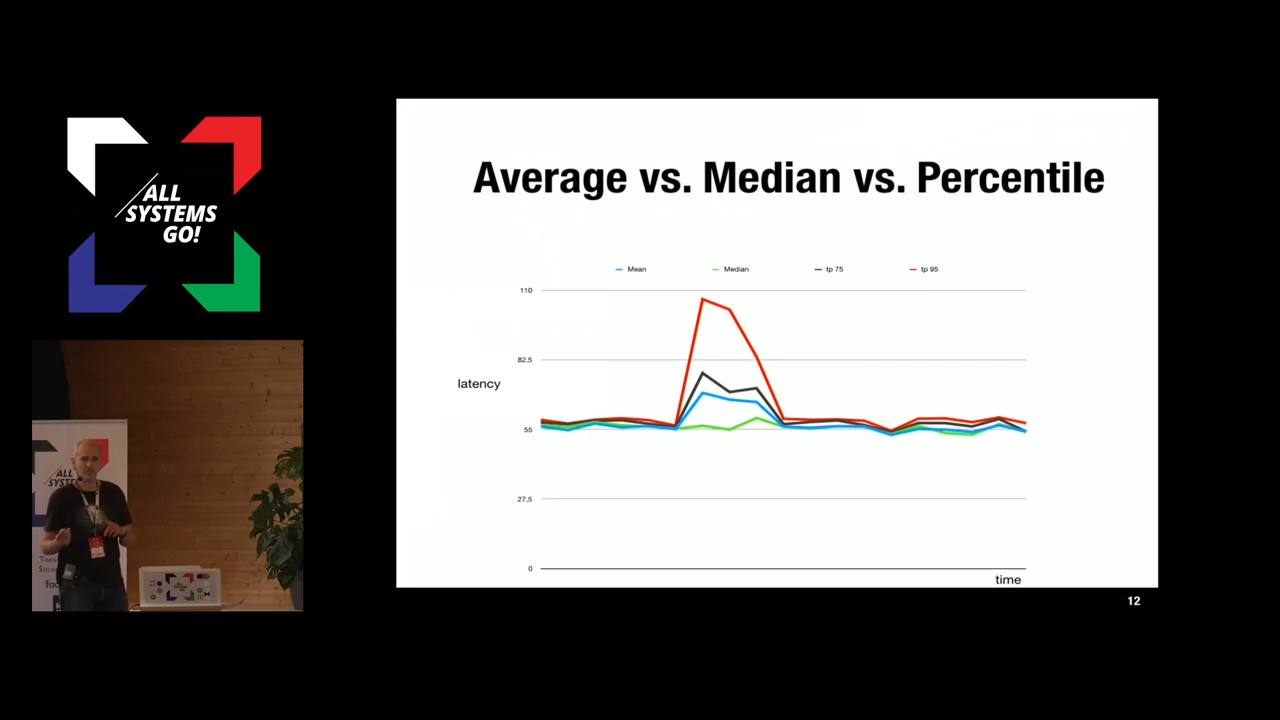 ALL
SYSTEMS
GO!
Average vs. Median vs. Percentile
Mean
Median
tp 75
tp 95
110
82,5
latency
55
27,5
0
time
12
ALL